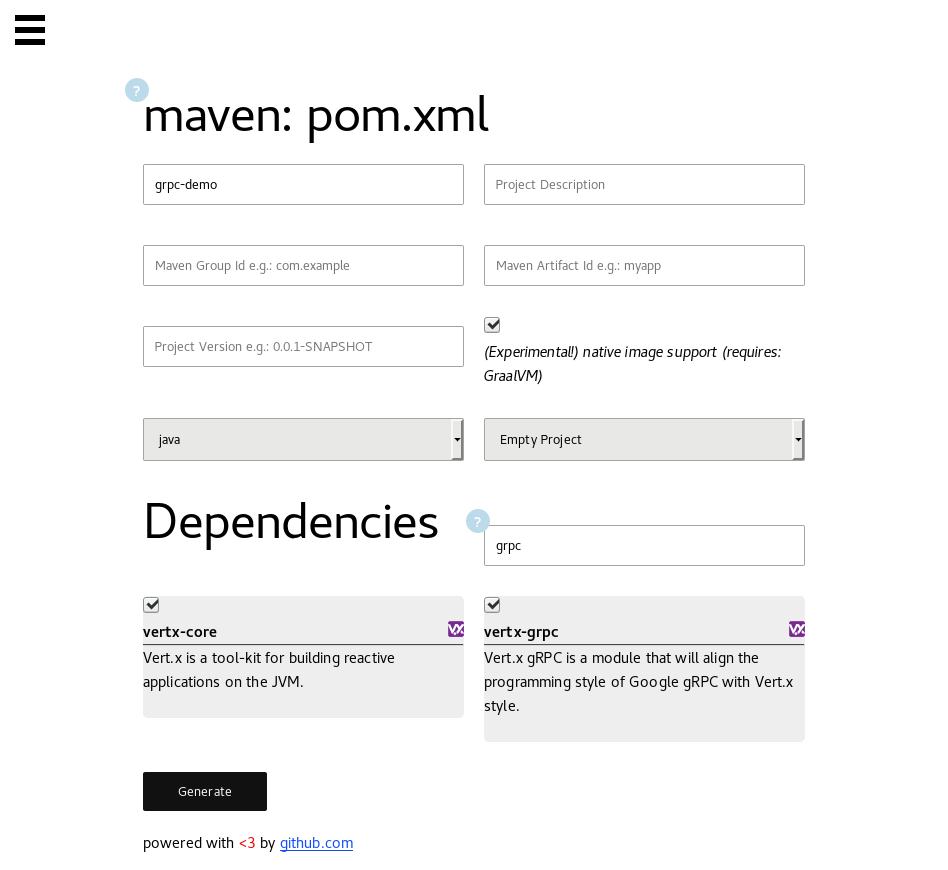 ?
maven: pom.xml
grpc-demo
Project Description
Maven Group Id e.g.: com.example
Maven Artifact Id e.g.: myapp
Project Version e.g.: 0.0.1-SNAPSHOT
(Experimental!) native image support (requires:
GraalVM)
java
Empty Project
Dependencies
?
grpc
vertx-core
Vert.x is a tool-kit for building reactive
applications on the JVM.
vertx-grpc
Vert.x gRPC is a module that will align the
programming style of Google gRPC with Vert.x
style.
Generate
powered with <3 by github.com